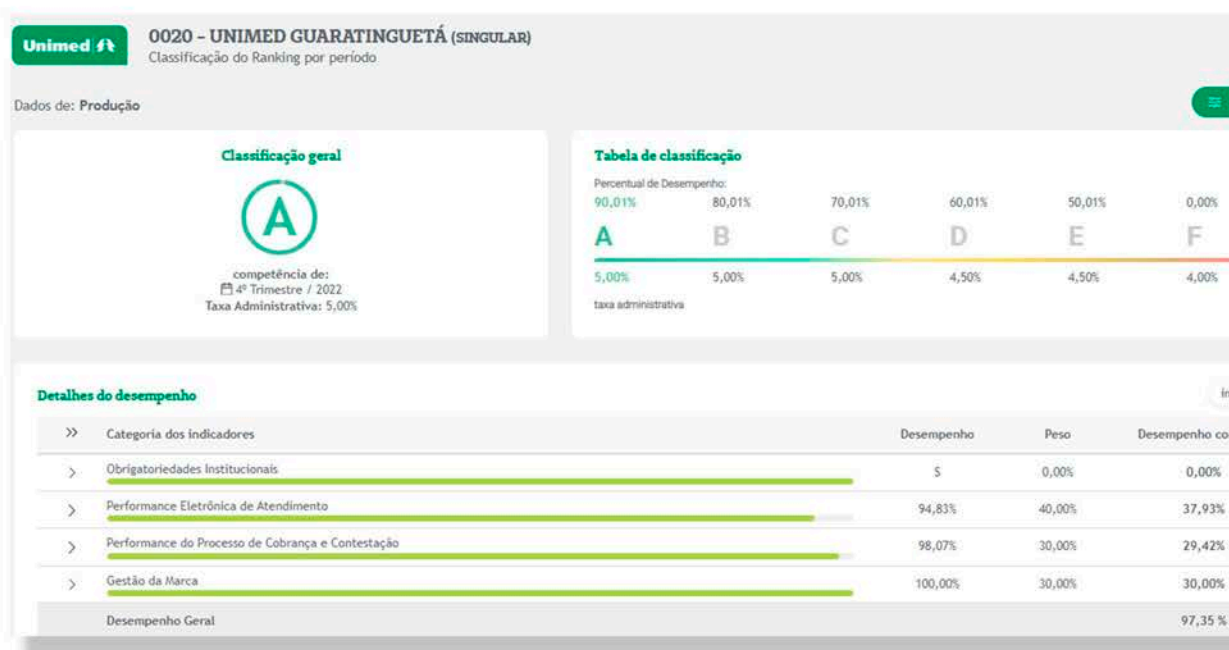 Unimed
0020 - UNIMED GUARATINGUETÁ (SINGULAR)
Classificação do Ranking por período
Dados de: Produção
Classificação geral
A
competência de:
4º Trimestre / 2022
Taxa Administrativa: 5,00%
Tabela de classificação
Percentual de Desempenho:
90,01% 80,01% 70,01% 60,01% 50,01% 0,00%
A B C D E F
5,00% 5,00% 5,00% 4,50% 4,50% 4,00%
taxa administrativa
Detalhes do desempenho
Categoria dos indicadores Desempenho Peso Desempenho co
Obrigatoriedades Institucionais S 0,00% 0,00%
Performance Eletrônica de Atendimento 94,83% 40,00% 37,93%
Performance do Processo de Cobrança e Contestação 98,07% 30,00% 29,42%
Gestão da Marca 100,00% 30,00% 30,00%
Desempenho Geral 97,35 %